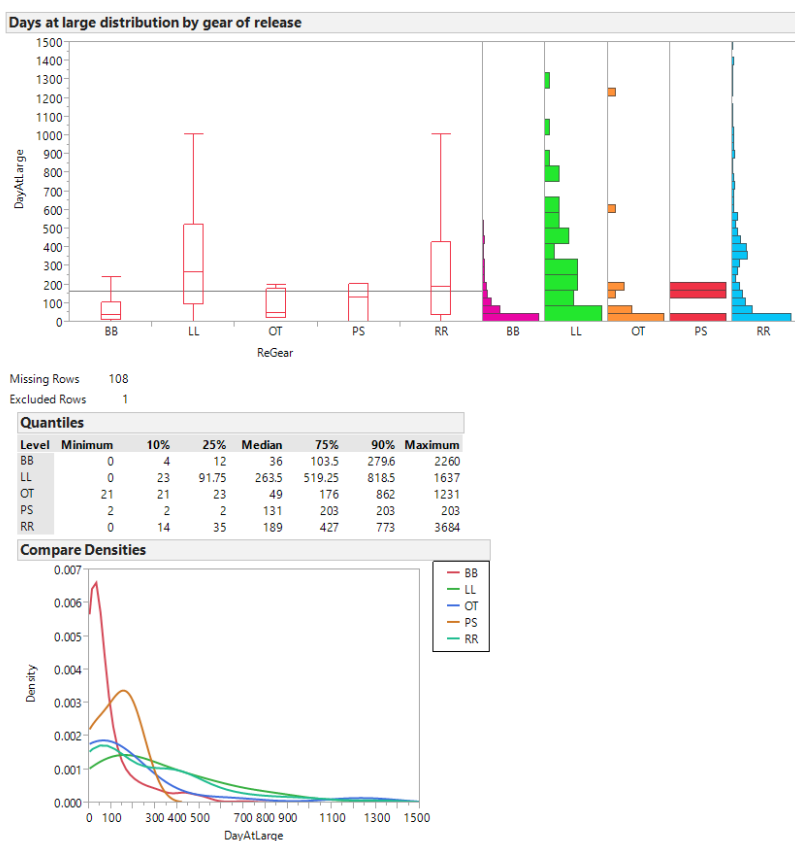 Days at large distribution by gear of release
1500
1400
1300
1200
1100
1000
900
800
700
600
500
400
300
200
100
0
DayAtLarge
BB LL OT PS RR BB LL OT PS RR
ReGear
Missing Rows 108
Excluded Rows 1
Quantiles
Level Minimum 10% 25% Median 75% 90% Maximum
BB 0 4 12 36 103.5 279.6 2260
LL 0 23 91.75 263.5 519.25 818.5 1637
OT 21 21 23 49 176 862 1231
PS 2 2 2 131 203 203 203
RR 0 14 35 189 427 773 3684
Compare Densities
0.007
0.006
0.005
0.004
0.003
0.002
0.001
0.000
Density
0 100 300 400 500 700 800 900 1100 1300 1500
DayAtLarge
BB
LL
OT
PS
RR